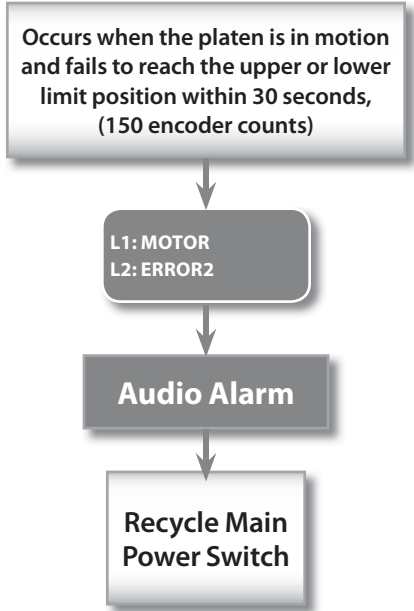 Occurs when the platen is in motion
and fails to reach the upper or lower
limit position within 30 seconds,
(150 encoder counts)
L1: MOTOR
L2: ERROR2
Audio Alarm
Recycle Main
Power Switch